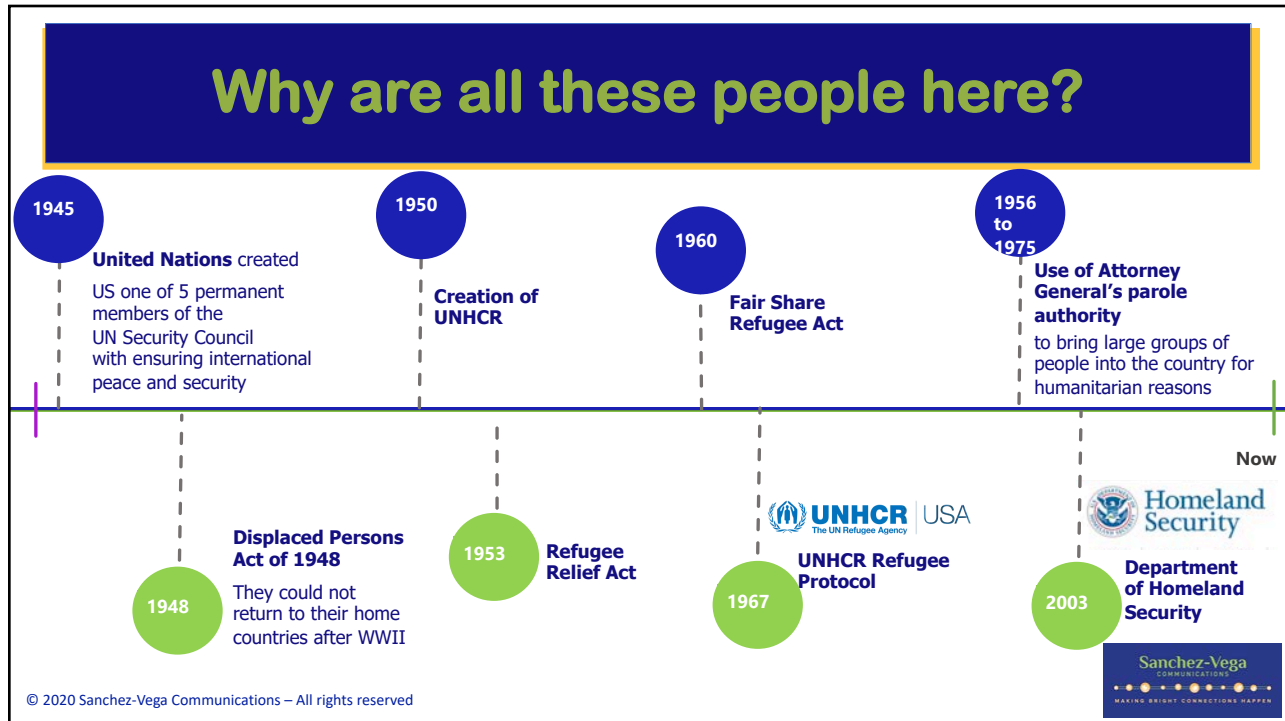 Why are all these people here?
1945
United Nations created
US one of 5 permanent
members of the
UN Security Council
with ensuring international
peace and security
1950
Creation of
UNHCR
1960
Fair Share
Refugee Act
1956
to
1975
Use of Attorney
General's parole
authority
to bring large groups of
people into the country for
humanitarian reasons
Now
1948
Displaced Persons
Act of 1948
They could not
return to their home
countries after WWII
1953
Refugee
Relief Act
UNHCR USA
The UN Refugee Agency
1967
UNHCR Refugee
Protocol
Homeland
Security
2003
Department
of Homeland
Security
© 2020 Sanchez-Vega Communications – All rights reserved
Sanchez-Vega
COMMUNICATIONS
MAKING BRIGHT CONNECTIONS HAPPEN